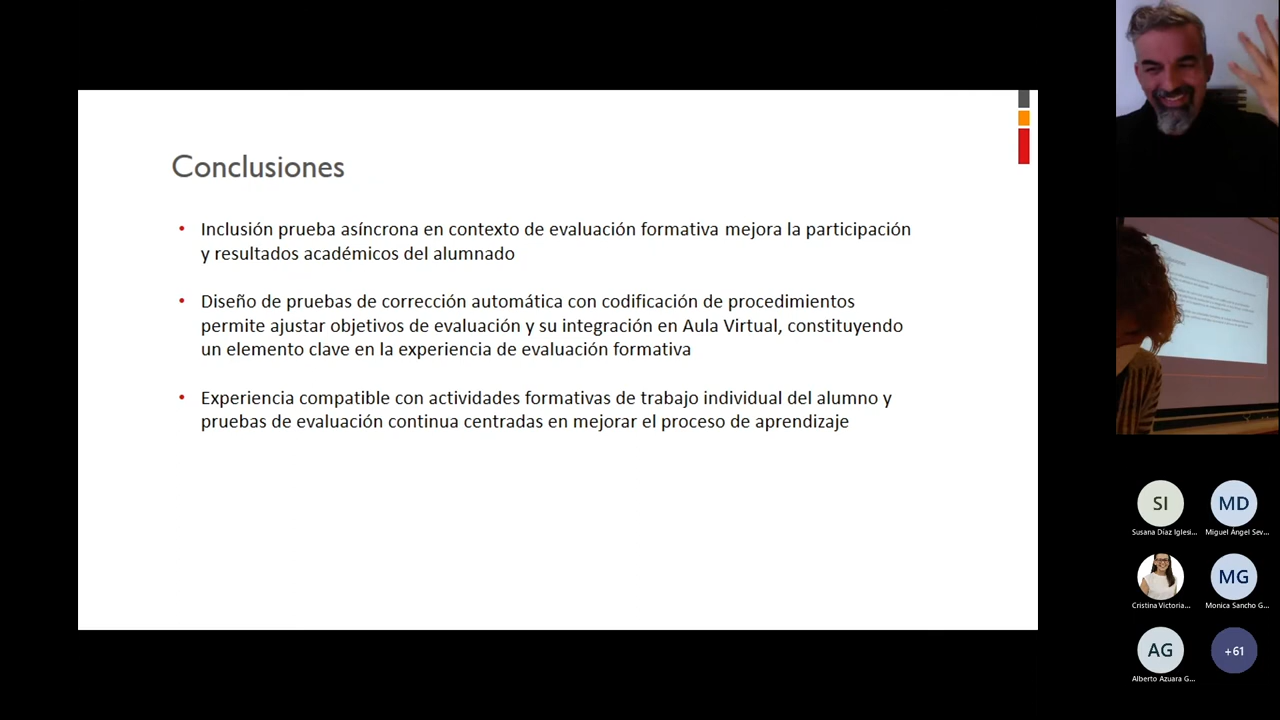 Conclusiones
• Inclusión prueba asíncrona en contexto de evaluación formativa mejora la participación
y resultados académicos del alumnado
• Diseño de pruebas de corrección automática con codificación de procedimientos
permite ajustar objetivos de evaluación y su integración en Aula Virtual, constituyendo
un elemento clave en la experiencia de evaluación formativa
• Experiencia compatible con actividades formativas de trabajo individual del alumno y
pruebas de evaluación continua centradas en mejorar el proceso de aprendizaje
SI
MD
Susana Díaz Iglesi...
Miguel Angel Sev...
MG
Cristina Victoria...
Monica Sancho G...
AG
+61
Alberto Azuara G...